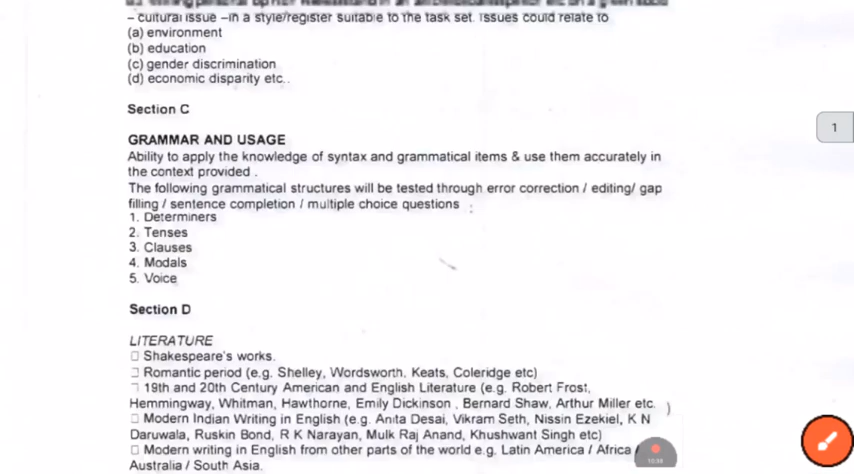 – cultural issue –in a style/register suitable to the task set. Issues could relate to
(a) environment
(b) education
(c) gender discrimination
(d) economic disparity etc..
Section C
GRAMMAR AND USAGE
Ability to apply the knowledge of syntax and grammatical items & use them accurately in
the context provided .
The following grammatical structures will be tested through error correction / editing/ gap
filling / sentence completion / multiple choice questions :
1. Determiners
2. Tenses
3. Clauses
4. Modals
5. Voice
Section D
LITERATURE
□ Shakespeare's works.
□ Romantic period (e.g. Shelley, Wordsworth. Keats, Coleridge etc)
□ 19th and 20th Century American and English Literature (e.g. Robert Frost,
Hemmingway, Whitman, Hawthorne, Emily Dickinson , Bernard Shaw, Arthur Miller etc. )
□ Modern Indian Writing in English (e.g. Anita Desai, Vikram Seth, Nissin Ezekiel, K N
Daruwala, Ruskin Bond, R K Narayan, Mulk Raj Anand, Khushwant Singh etc)
□ Modern writing in English from other parts of the world e.g. Latin America / Africa /
Australia / South Asia.
1